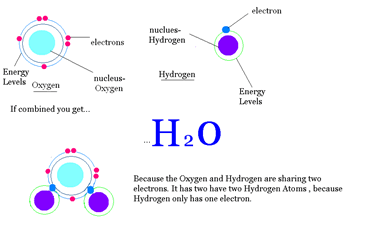 electron
nuclues-
Hydrogen
electrons
nucleus-
Oxygen
Energy
Levels
Oxygen
Hydrogen
Energy
Levels
If combined you get...
...H2O
Because the Oxygen and Hydrogen are sharing two
electrons. It has two have two Hydrogen Atoms , because
Hydrogen only has one electron.